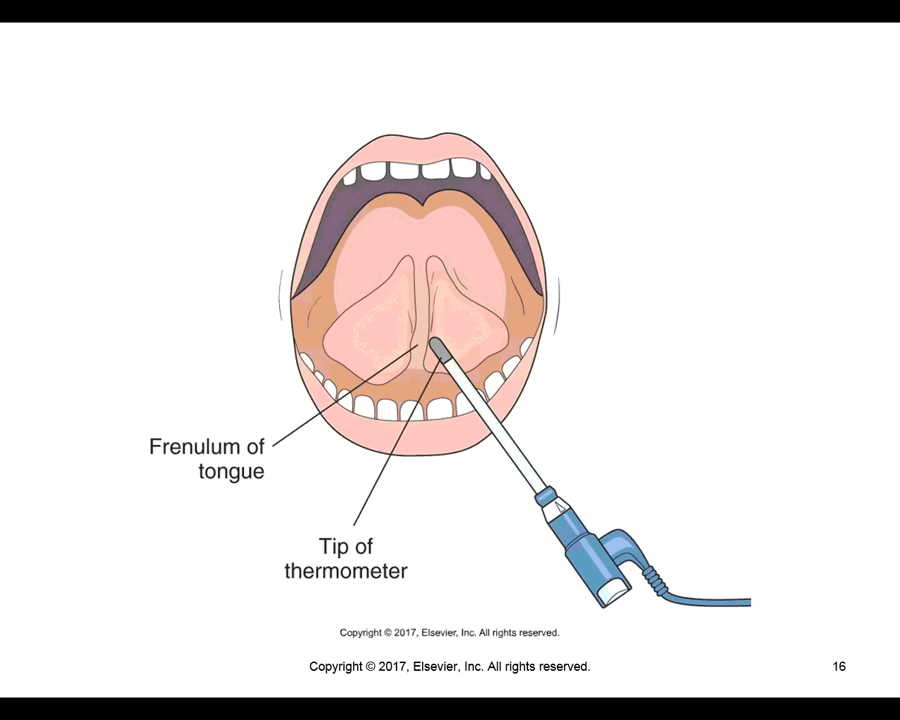 Frenulum of
tongue
Tip of
thermometer
Copyright © 2017, Elsevier, Inc. All rights reserved.
Copyright © 2017, Elsevier, Inc. All rights reserved.
16